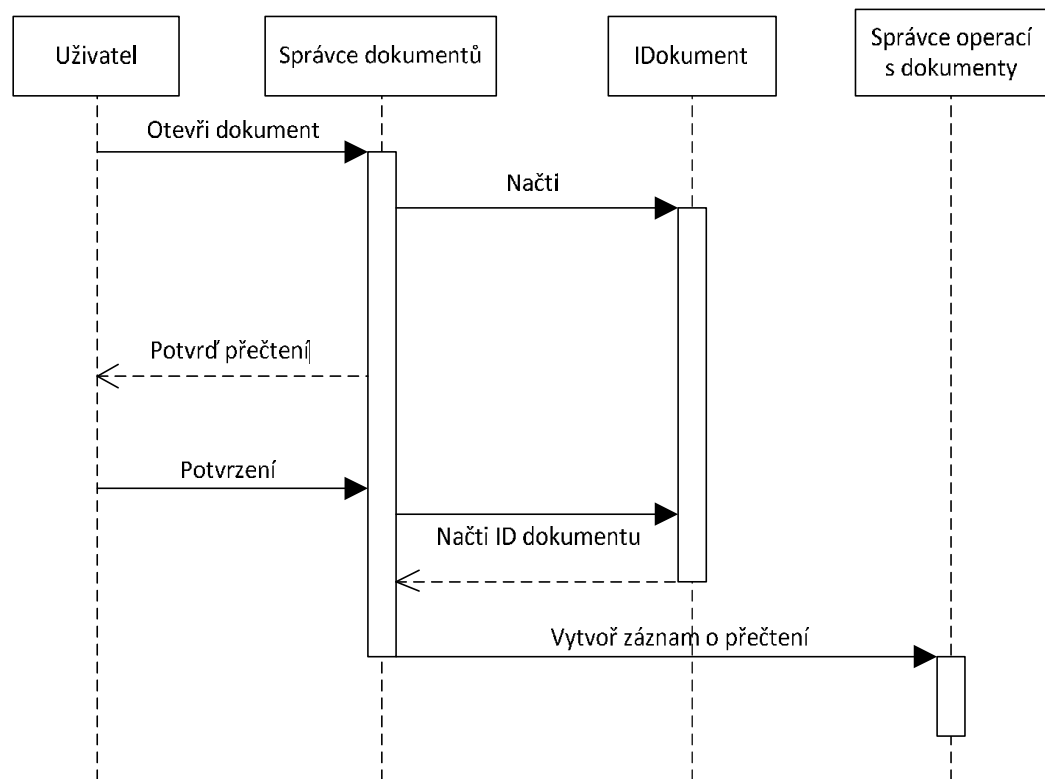 Uživatel
Správce dokumentů
IDokument
Správce operací
s dokumenty
Otevři dokument
Načti
Potvrď přečtení
Potvrzení
Načti ID dokumentu
Vytvoř záznam o přečtení